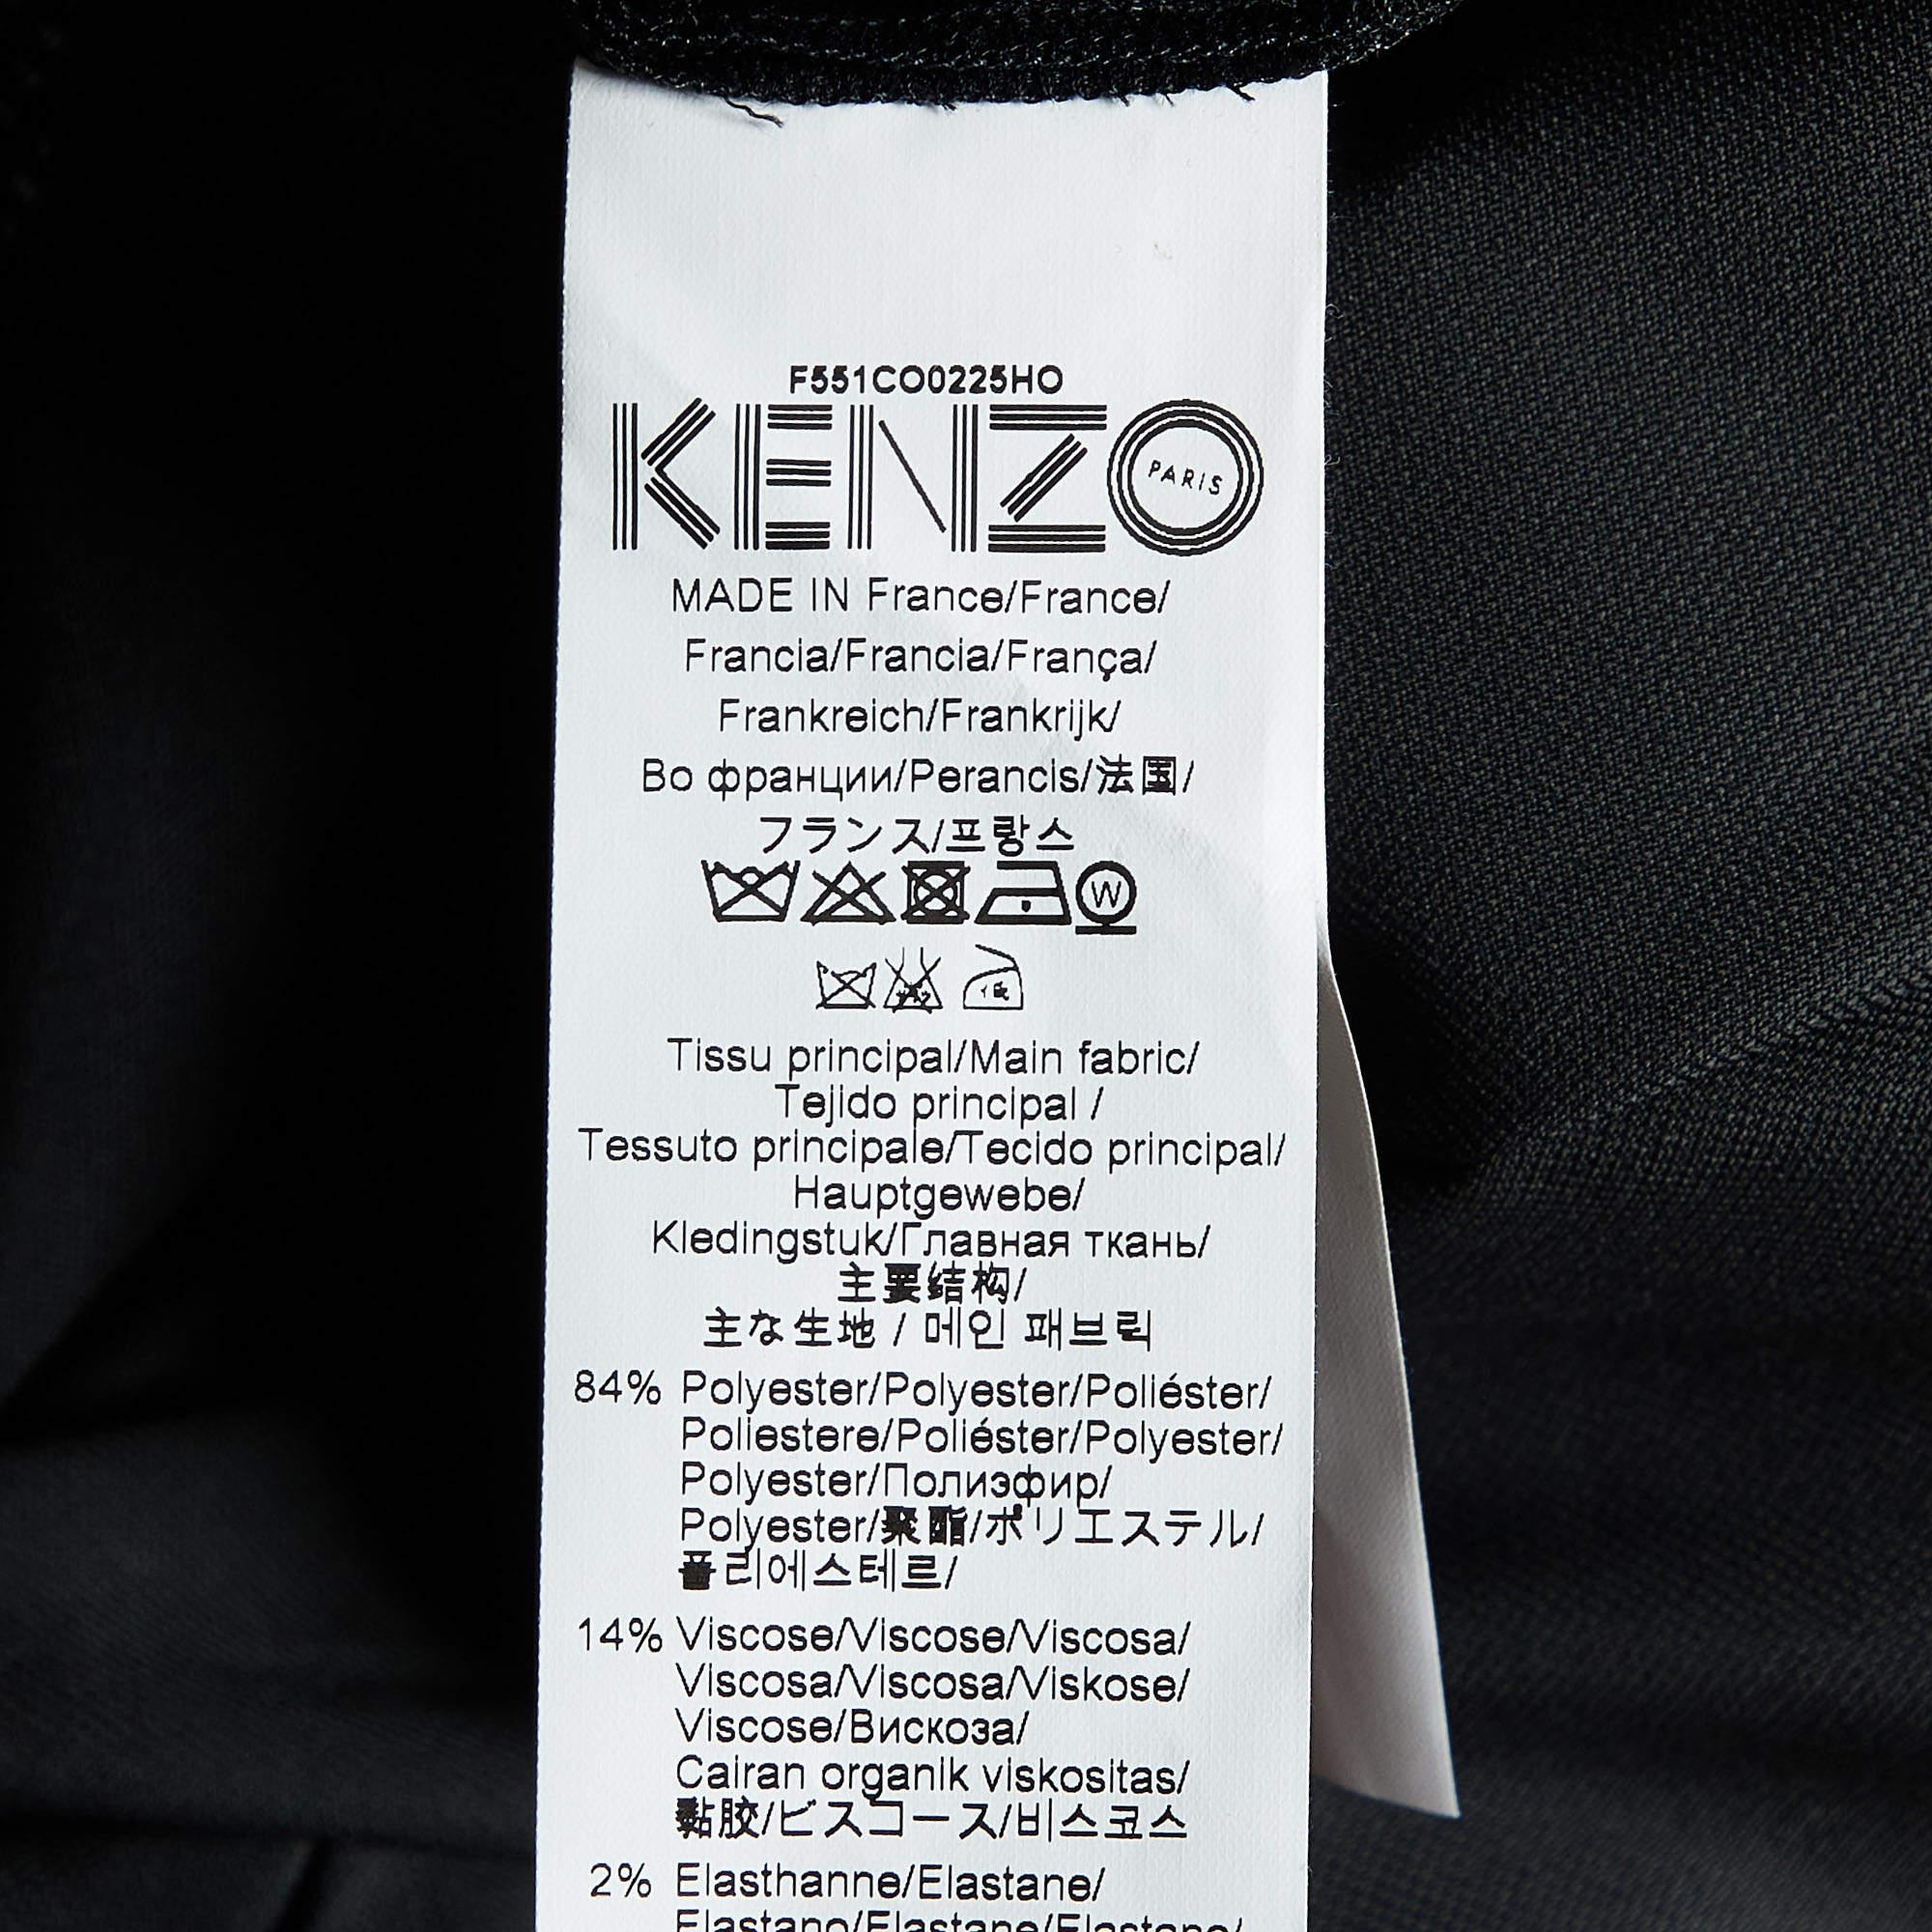 F551CO0225HO
KENZO PARIS
MADE IN France/France/
Francia/Francia/França/
Frankreich/Frankrijk/
Во франции/Perancis/法国/
フランス/프랑스
W
Tissu principal/Main fabric/
Tejido principal /
Tessuto principale/Tecido principal/
Hauptgewebe/
Kledingstuk/Главная ткань/
主要结构/
主な生地 / 메인 패브릭
84% Polyester/Polyester/Poliéster/
Poliestere/Poliéster/Polyester/
Polyester/Полиэфир/
Polyester/聚酯/ポリエステル/
폴리에스테르/
14% Viscose/Viscose/Viscosa/
Viscosa/Viscosa/Viskose/
Viscose/Вискоза/
Cairan organik viskositas/
黏胶/ビスコース/비스코스
2% Elasthanne/Elastane/
Elastano/Elastane/Elastano/